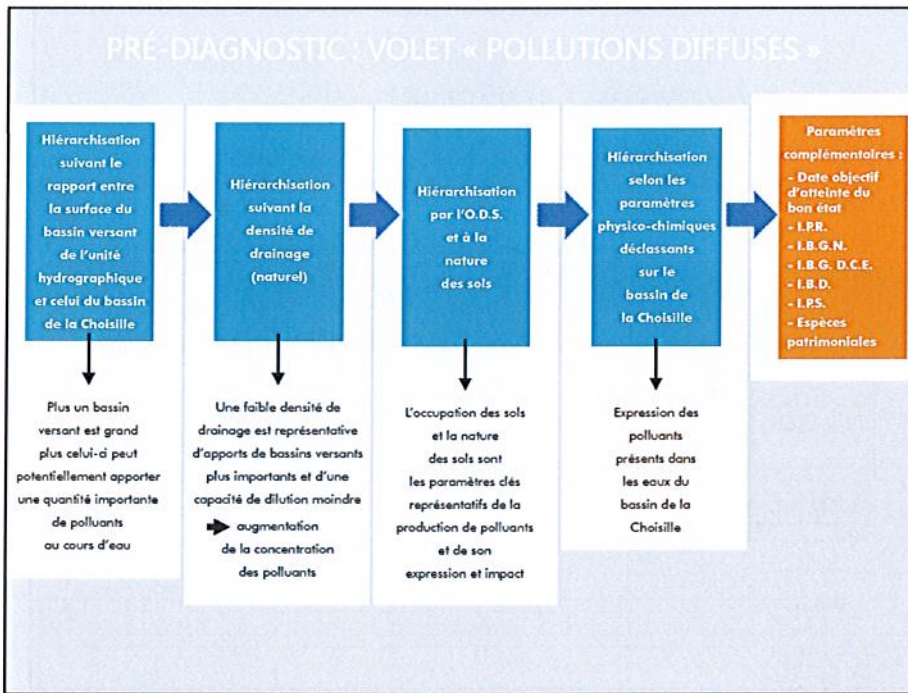 PRÉ-DIAGNOSTIC : VOLET « POLLUTIONS DIFFUSES »
Hiérarchisation
suivant le
rapport entre
la surface du
bassin versant
de l'unité
hydrographique
et celui du bassin
de la Choisille
Plus un bassin
versant est grand
plus celui-ci peut
potentiellement apporter
une quantité importante
de polluants
au cours d'eau
Hiérarchisation
suivant la
densité de
drainage
(naturel)
Une faible densité de
drainage est représentative
d'apports de bassins versants
plus importants et d'une
capacité de dilution moindre
augmentation
de la concentration
des polluants
Hiérarchisation
par l'O.D.S.
et à la
nature
des sols
L'occupation des sols
et la nature
des sols sont
les paramètres clés
représentatifs de la
production de polluants
et de son
expression et impact
Hiérarchisation
selon les
paramètres
physico-chimiques
déclassants
sur le
bassin de
la Choisille
Expression des
polluants
présents dans
les eaux du
bassin de la
Choisille
Paramètres
complémentaires :
- Date objectif
d'atteinte du
bon état
- I.P.R.
- I.B.G.N.
- I.B.G. D.C.E.
- I.B.D.
- I.P.S.
- Espèces
patrimoniales